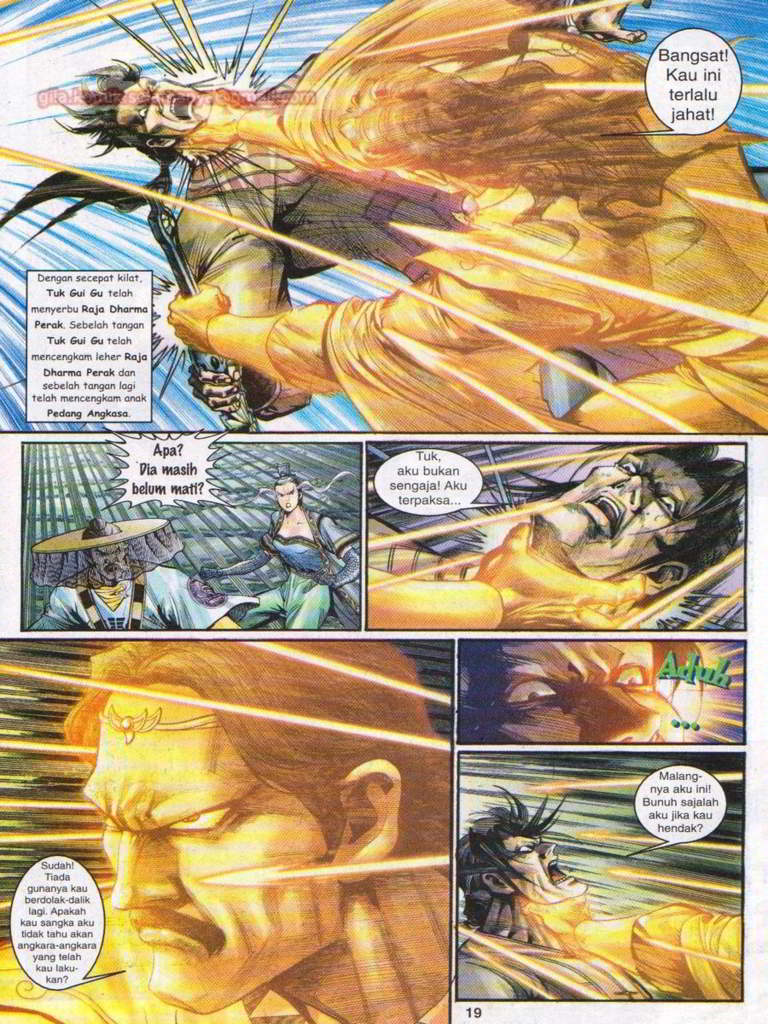 Bangsat!
Kau ini
terlalu
jahat!
Dengan secepat kilat,
Tuk Gui Gu telah
menyerbu Raja Dharma
Perak. Sebelah tangan
Tuk Gui Gu telah
mencengkam leher Raja
Dharma Perak dan
sebelah tangan lagi
telah mencengkam anak
Pedang Angkasa.
Apa?
Dia masih
belum mati?
Tuk,
aku bukan
sengaja! Aku
terpaksa...
Aduh
...
Sudah!
Tiada
gunanya kau
berdolak-dalik
lagi. Apakah
kau sangka aku
tidak tahu akan
angkara-angkara
yang telah
kau laku-
kan?
Malang-
nya aku ini!
Bunuh sajalah
aku jika kau
hendak?
19